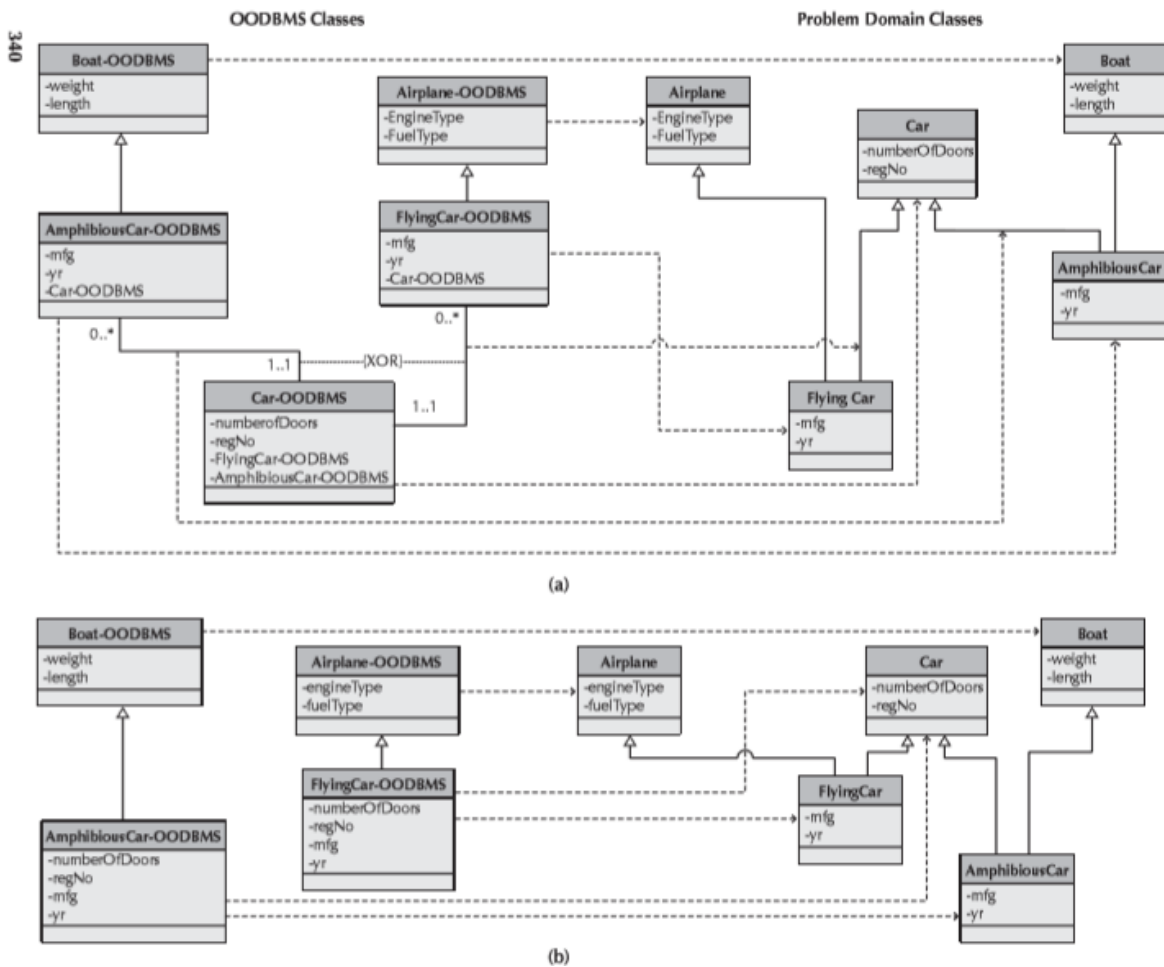 340
OODBMS Classes
Problem Domain Classes
Boat-OODBMS
-weight
-length
Airplane-OODBMS
-EngineType
-FuelType
Airplane
-EngineType
-FuelType
Car
-numberOfDoors
-regNo
Boat
-weight
-length
AmphibiousCar-OODBMS
-mfg
-yr
-Car-OODBMS
FlyingCar-OODBMS
-mfg
-yr
-Car-OODBMS
AmphibiousCar
-mfg
-yr
0..*
0..*
1..1
{XOR}
1..1
Car-OODBMS
-numberofDoors
-regNo
-FlyingCar-OODBMS
-AmphibiousCar-OODBMS
Flying Car
-mfg
-yr
(a)
Boat-OODBMS
-weight
-length
Airplane-OODBMS
-engineType
-fuelType
Airplane
-engineType
-fuelType
Car
-numberOfDoors
-regNo
Boat
-weight
-length
FlyingCar-OODBMS
-numberOfDoors
-regNo
-mfg
-yr
FlyingCar
-mfg
-yr
AmphibiousCar-OODBMS
-numberOfDoors
-regNo
-mfg
-yr
AmphibiousCar
-mfg
-yr
(b)